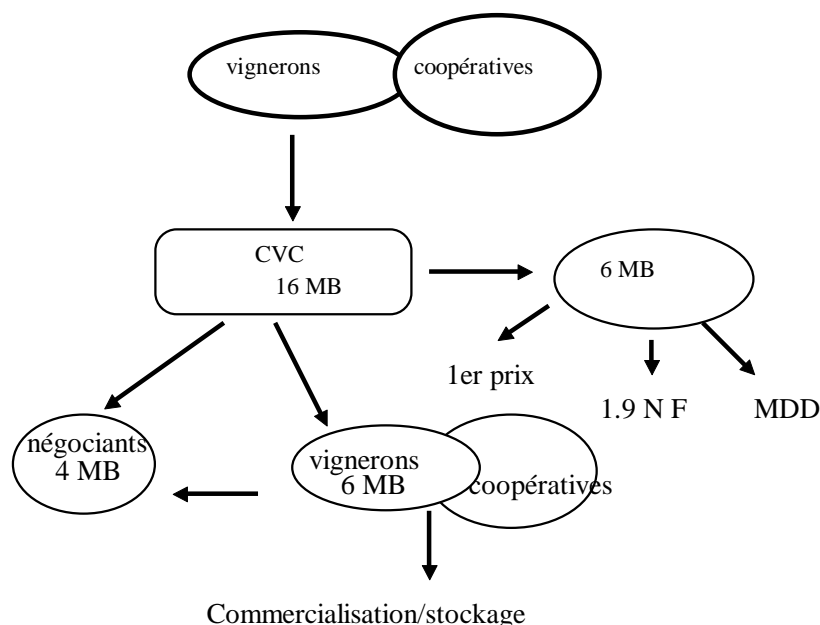 vignerons
coopératives
CVC
16 MB
6 MB
1er prix
1.9 N F
MDD
négociants
4 MB
vignerons
6 MB
coopératives
Commercialisation/stockage